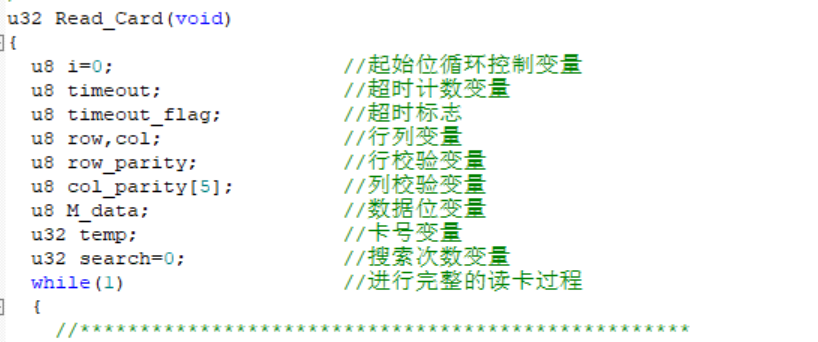 u32 Read_Card(void)
{
u8 i=0; //起始位循环控制变量
u8 timeout; //超时计数变量
u8 timeout_flag; //超时标志
u8 row,col; //行列变量
u8 row_parity; //行校验变量
u8 col_parity[5]; //列校验变量
u8 M_data; //数据位变量
u32 temp; //卡号变量
u32 search=0; //搜索次数变量
while(1) //进行完整的读卡过程
{
//***************************************************